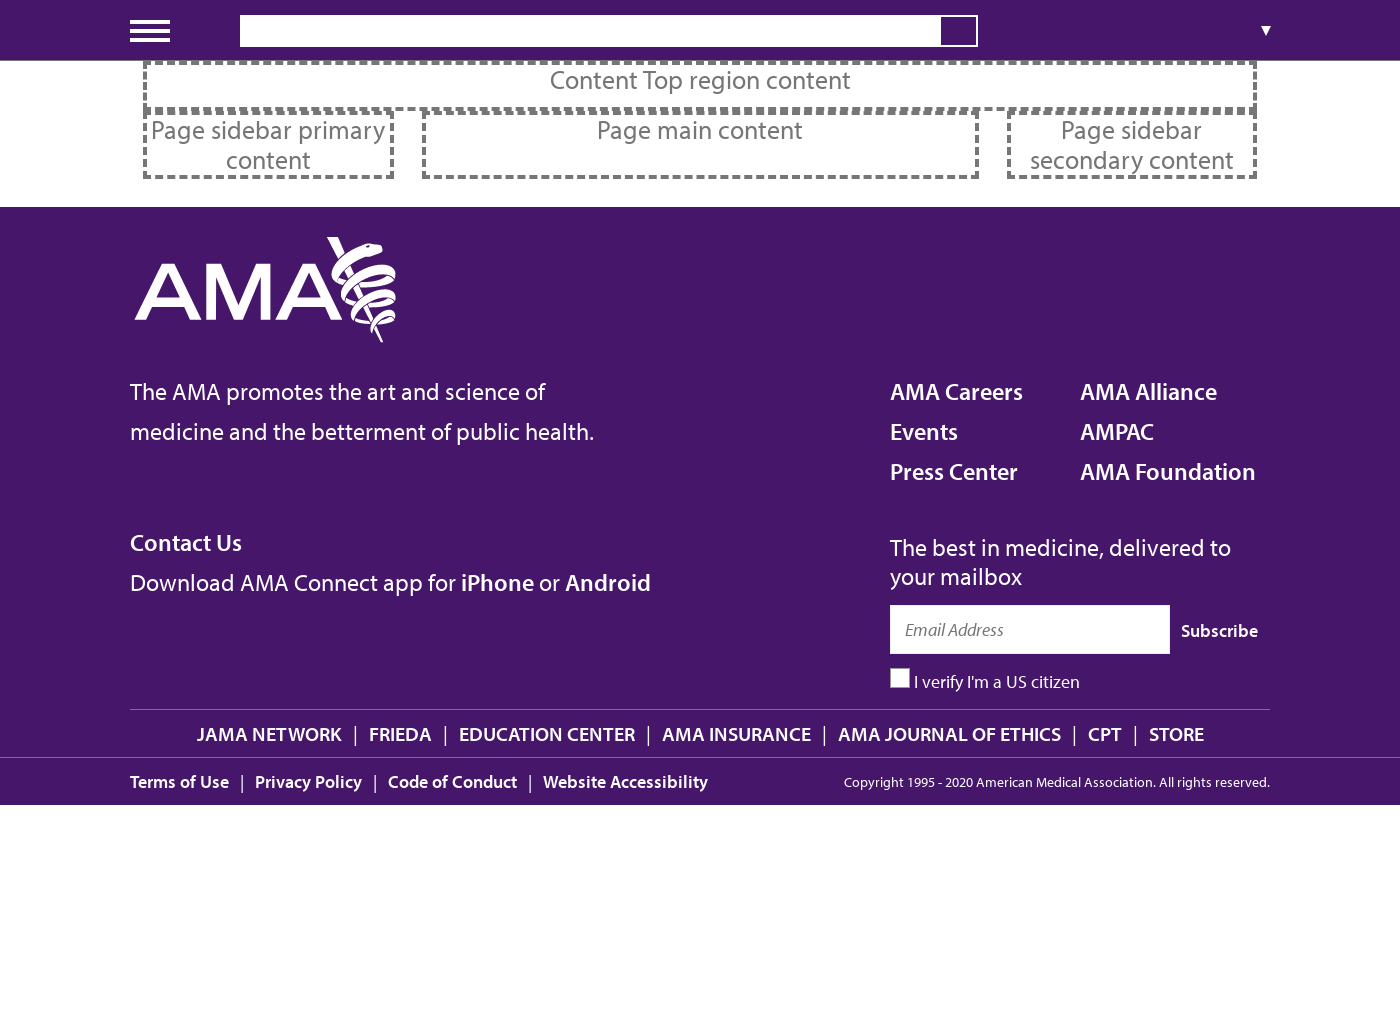 ▼
Content Top region content
Page sidebar primary
content
Page main content
Page sidebar
secondary content
AMA
The AMA promotes the art and science of
medicine and the betterment of public health.
AMA Careers
Events
Press Center
AMA Alliance
AMPAC
AMA Foundation
Contact Us
Download AMA Connect app for iPhone or Android
The best in medicine, delivered to
your mailbox
Email Address
Subscribe
I verify I'm a US citizen
JAMA NETWORK | FRIEDA | EDUCATION CENTER | AMA INSURANCE | AMA JOURNAL OF ETHICS | CPT | STORE
Terms of Use | Privacy Policy | Code of Conduct | Website Accessibility
Copyright 1995 - 2020 American Medical Association. All rights reserved.